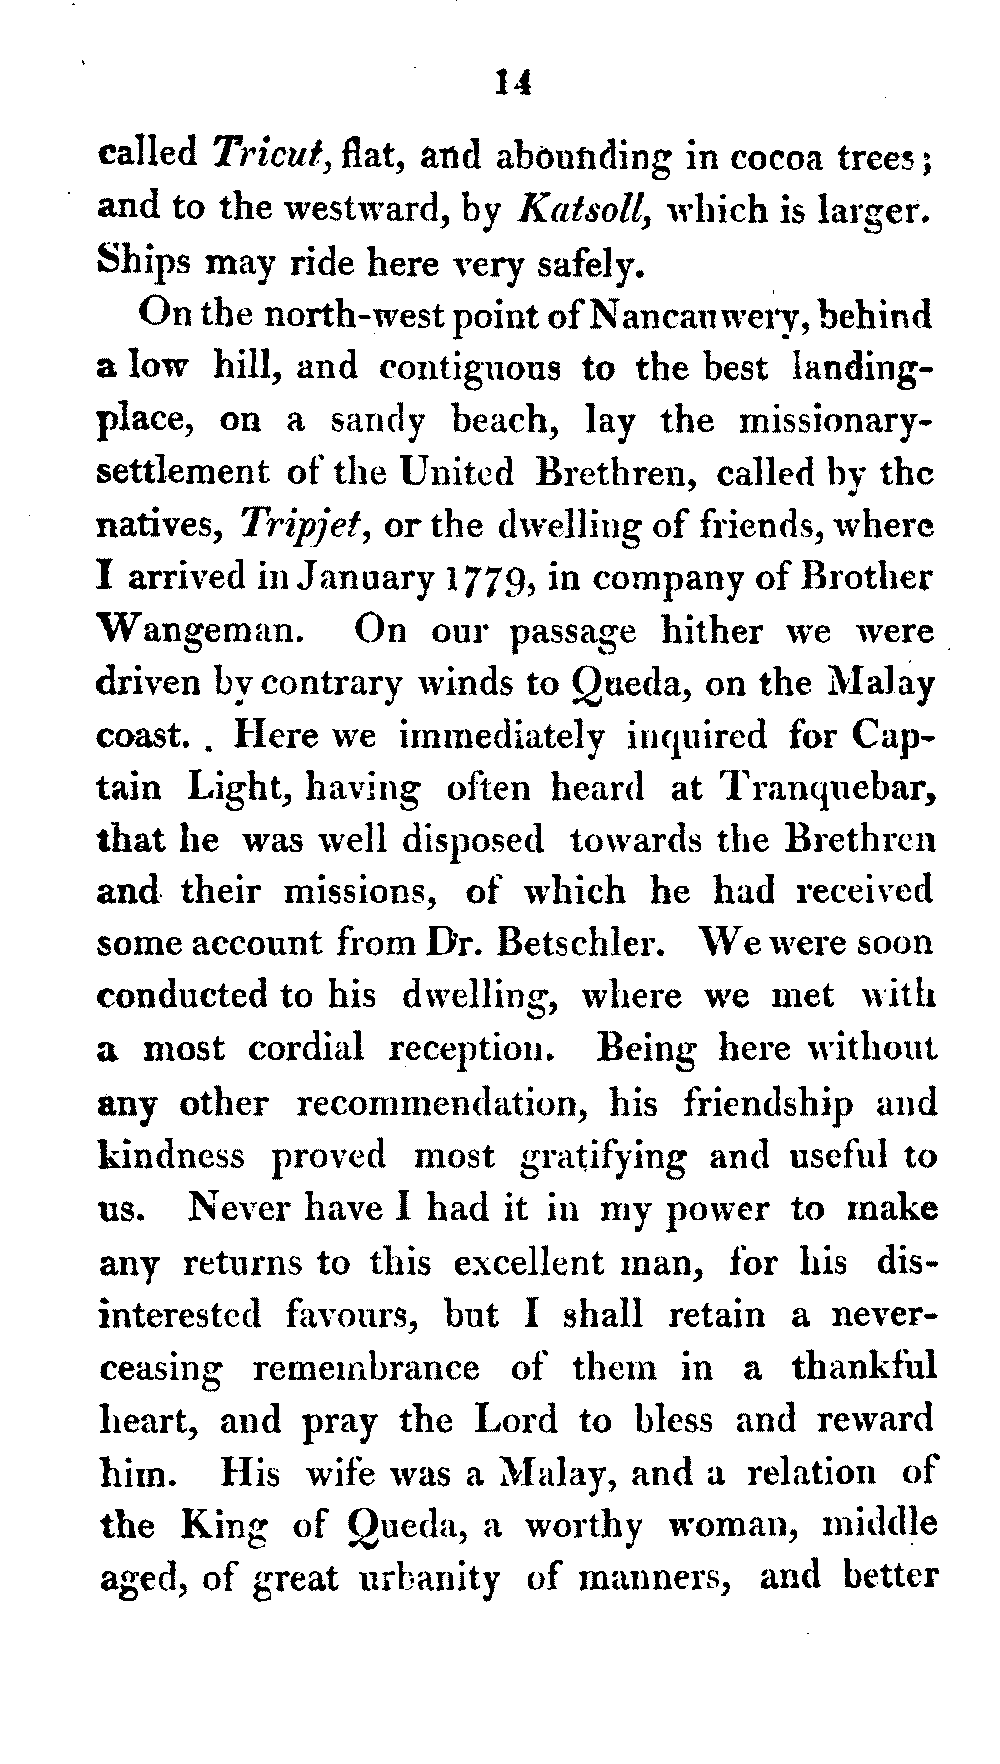 14
called Tricut, flat, and abounding in cocoa trees;
and to the westward, by Katsoll, which is larger.
Ships may ride here very safely.
On the north-west point of Nancauwery, behind
a low hill, and contiguous to the best landing-
place, on a sandy beach, lay the missionary-
settlement of the United Brethren, called by the
natives, Tripjet, or the dwelling of friends, where
I arrived in January 1779, in company of Brother
Wangeman. On our passage hither we were
driven by contrary winds to Queda, on the Malay
coast. . Here we immediately inquired for Cap-
tain Light, having often heard at Tranquebar,
that he was well disposed towards the Brethren
and their missions, of which he had received
some account from Dr. Betschler. We were soon
conducted to his dwelling, where we met with
a most cordial reception. Being here without
any other recommendation, his friendship and
kindness proved most gratifying and useful to
us. Never have I had it in my power to make
any returns to this excellent man, for his dis-
interested favours, but I shall retain a never-
ceasing remembrance of them in a thankful
heart, and pray the Lord to bless and reward
him. His wife was a Malay, and a relation of
the King of Queda, a worthy woman, middle
aged, of great urbanity of manners, and better